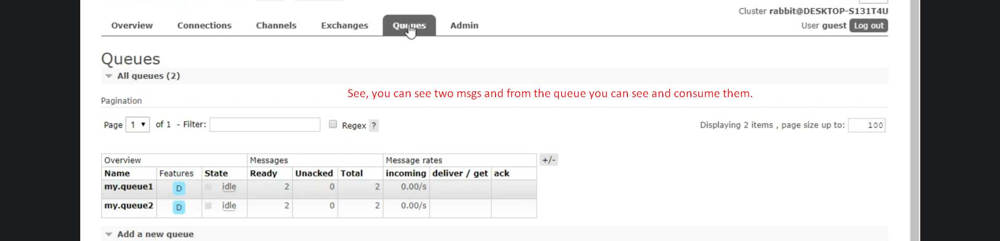 Cluster rabbit@DESKTOP-S131T4U
Overview Connections Channels Exchanges Queues Admin
User guest Log out
Queues
All queues (2)
See, you can see two msgs and from the queue you can see and consume them.
Pagination
Page 1 of 1 - Filter: Regex ? Displaying 2 items , page size up to: 100
Overview Messages Message rates +/-
Name Features State Ready Unacked Total incoming deliver / get ack
my.queue1 D idle 2 0 2 0.00/s
my.queue2 D idle 2 0 2 0.00/s
Add a new queue